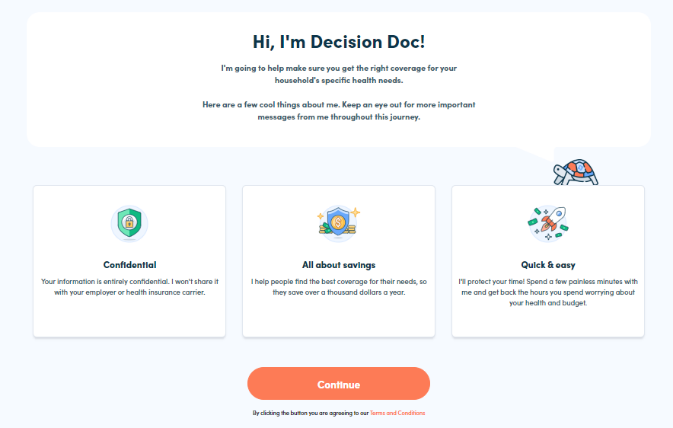 Hi, I'm Decision Doc!
I'm going to help make sure you get the right coverage for your
household's specific health needs.
Here are a few cool things about me. Keep an eye out for more important
messages from me throughout this journey.
Confidential
Your information is entirely confidential. I won't share it
with your employer or health insurance carrier.
All about savings
I help people find the best coverage for their needs, so
they save over a thousand dollars a year.
Quick & easy
I'll protect your time! Spend a few painless minutes with
me and get back the hours you spend worrying about
your health and budget.
Continue
By clicking the button you are agreeing to our Terms and Conditions